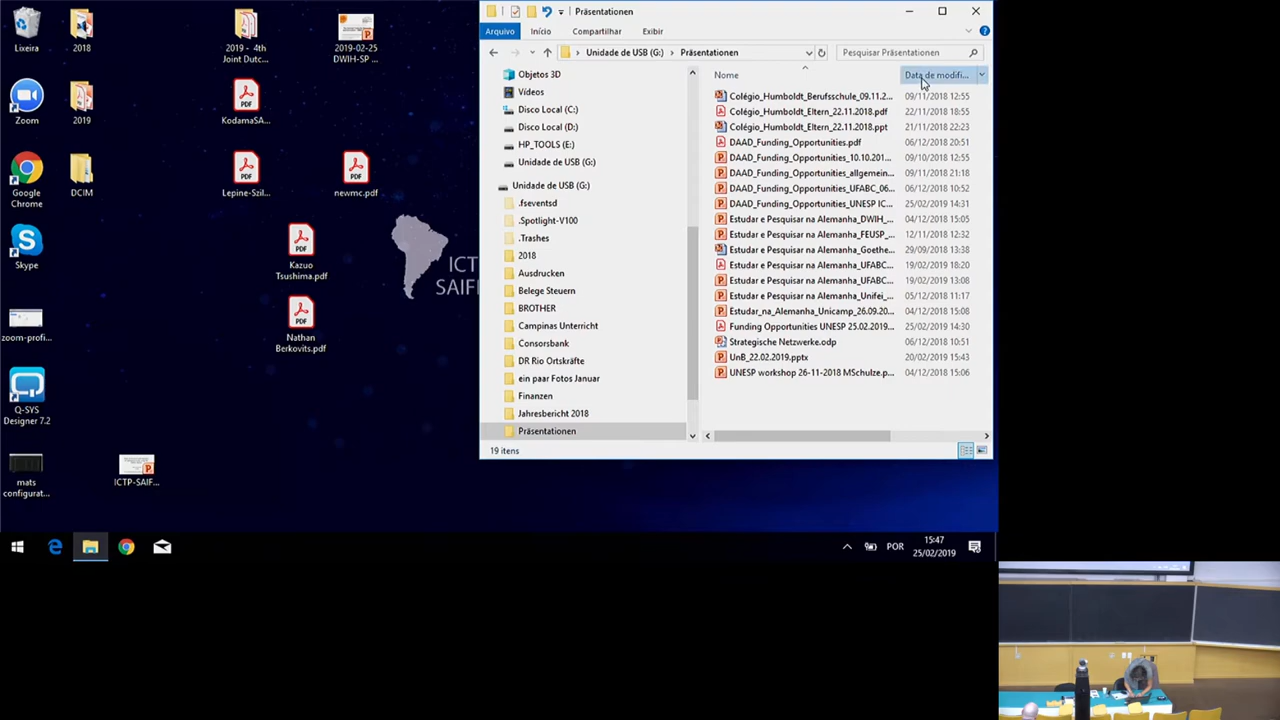 Lixeira
2018
2019 - 4th
Joint Dutc...
2019-02-25
DWIH-SP ...
Zoom
2019
KodamaSA...
Google
Chrome
DCIM
Lepine-Szil...
newmc.pdf
Skype
Kazuo
Tsushima.pdf
zoom-profi...
Nathan
Berkovits.pdf
Q-SYS
Designer 7.2
mats
configurat...
ICTP-SAIF...
ICT
SAIF
Präsentationen
Arquivo
Início
Compartilhar
Exibir
Unidade de USB (G:)
Präsentationen
Pesquisar Präsentationen
Objetos 3D
Vídeos
Disco Local (C:)
Disco Local (D:)
HP_TOOLS (E:)
Unidade de USB (G:)
Unidade de USB (G:)
.fseventsd
.Spotlight-V100
.Trashes
2018
Ausdrucken
Belege Steuern
BROTHER
Campinas Unterricht
Consorsbank
DR Rio Ortskräfte
ein paar Fotos Januar
Finanzen
Jahresbericht 2018
Präsentationen
Nome
Data de modifi...
Colégio_Humboldt_Berufsschule_09.11.2... 09/11/2018 12:55
Colégio_Humboldt_Eltern_22.11.2018.pdf 22/11/2018 18:55
Colégio_Humboldt_Eltern_22.11.2018.ppt 21/11/2018 22:23
DAAD_Funding_Opportunities.pdf 06/12/2018 20:51
DAAD_Funding_Opportunities_10.10.201... 09/10/2018 12:55
DAAD_Funding_Opportunities_allgemein... 09/11/2018 21:18
DAAD_Funding_Opportunities_UFABC_06... 06/12/2018 10:52
DAAD_Funding_Opportunities_UNESP IC... 25/02/2019 14:31
Estudar e Pesquisar na Alemanha_DWIH_... 04/12/2018 15:05
Estudar e Pesquisar na Alemanha_FEUSP_... 12/11/2018 12:32
Estudar e Pesquisar na Alemanha_Goethe... 29/09/2018 13:38
Estudar e Pesquisar na Alemanha_UFABC... 19/02/2019 18:20
Estudar e Pesquisar na Alemanha_UFABC... 19/02/2019 13:08
Estudar e Pesquisar na Alemanha_Unifei_... 05/12/2018 11:17
Estudar_na_Alemanha_Unicamp_26.09.20... 04/12/2018 15:08
Funding Opportunities UNESP 25.02.2019... 25/02/2019 14:30
Strategische Netzwerke.odp 06/12/2018 10:51
UnB_22.02.2019.pptx 20/02/2019 15:43
UNESP workshop 26-11-2018 MSchulze.p... 04/12/2018 15:06
19 itens
POR
15:47
25/02/2019